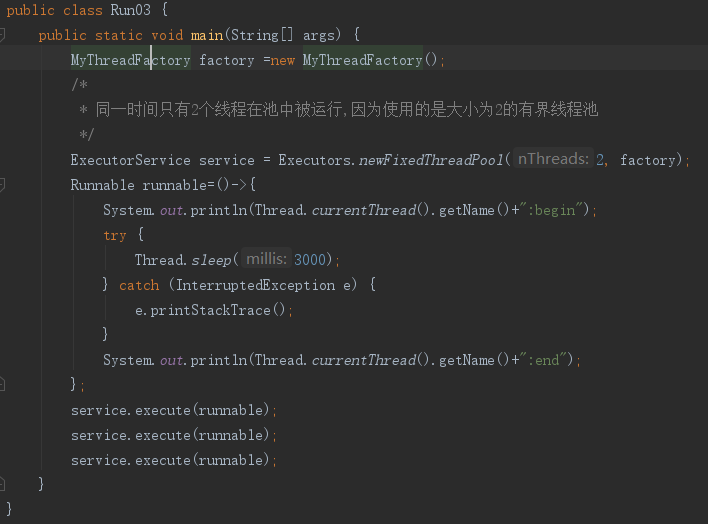 public class Run03 {
public static void main(String[] args) {
MyThreadFactory factory =new MyThreadFactory();
/*
* 同一时间只有2个线程在池中被运行,因为使用的是大小为2的有界线程池
*/
ExecutorService service = Executors.newFixedThreadPool( nThreads: 2, factory);
Runnable runnable=()->{
System.out.println(Thread.currentThread().getName()+":begin");
try {
Thread.sleep( millis: 3000);
} catch (InterruptedException e) {
e.printStackTrace();
}
System.out.println(Thread.currentThread().getName()+":end");
};
service.execute(runnable);
service.execute(runnable);
service.execute(runnable);
}
}